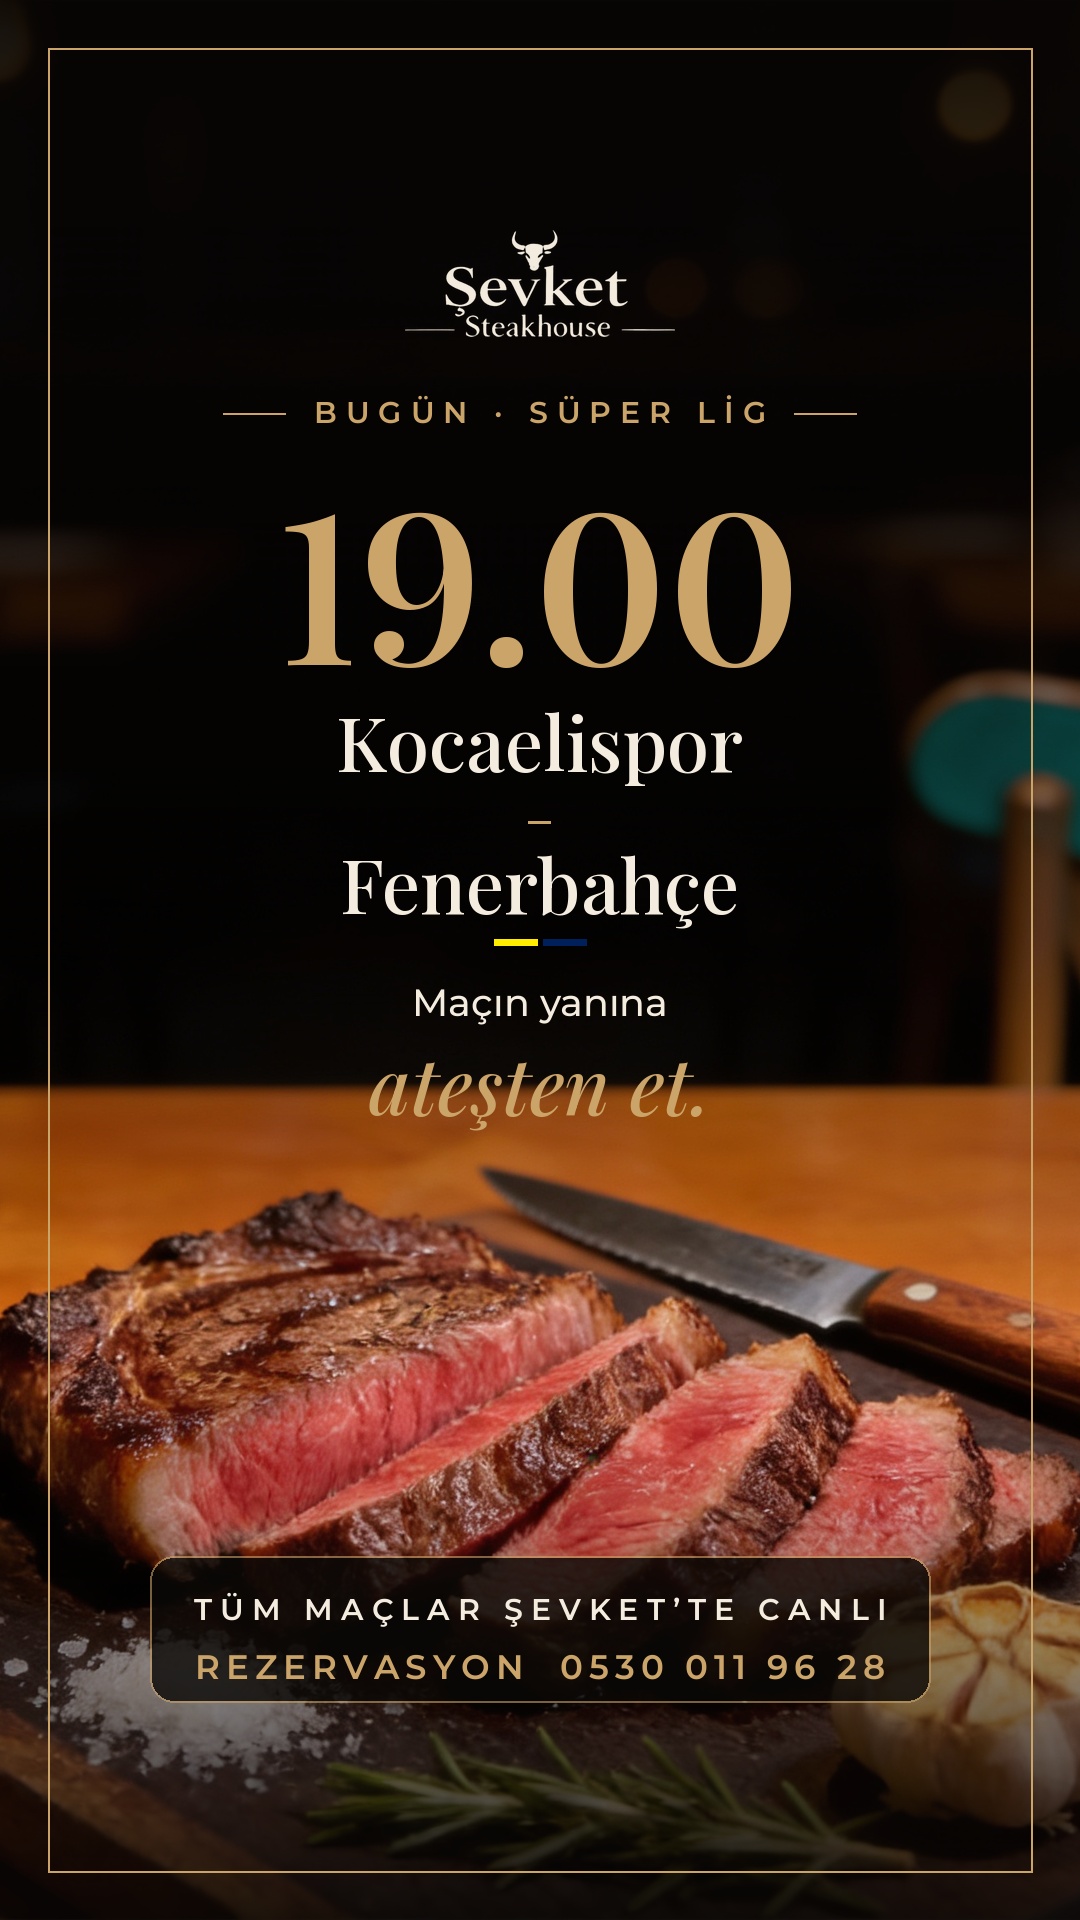 Şevket
Steakhouse
BUGÜN · SÜPER LİG
19.00
Kocaelispor
–
Fenerbahçe
Maçın yanına
ateşten et.
TÜM MAÇLAR ŞEVKET’TE CANLI
REZERVASYON 0530 011 96 28